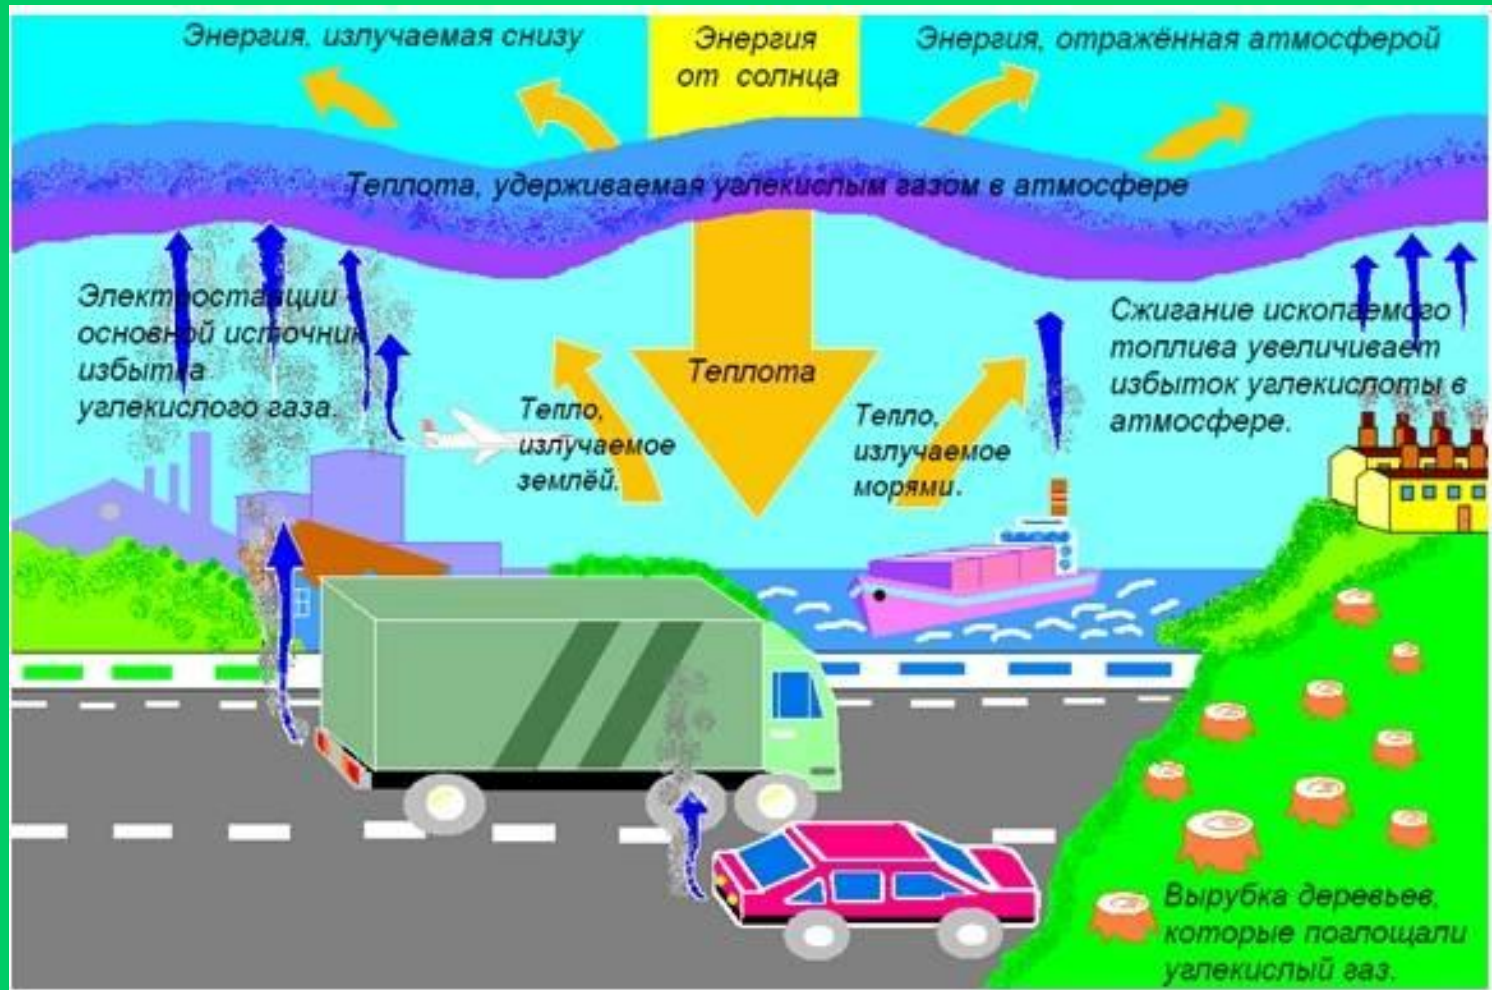 Энергия, излучаемая снизу
Энергия
от солнца
Энергия, отражённая атмосферой
Теплота, удерживаемая углекислым газом в атмосфере
Электростанции -
основной источник
избытка
углекислого газа.
Теплота
Тепло,
излучаемое
землёй.
Тепло,
излучаемое
морями.
Сжигание ископаемого
топлива увеличивает
избыток углекислоты в
атмосфере.
Вырубка деревьев,
которые поглощали
углекислый газ.